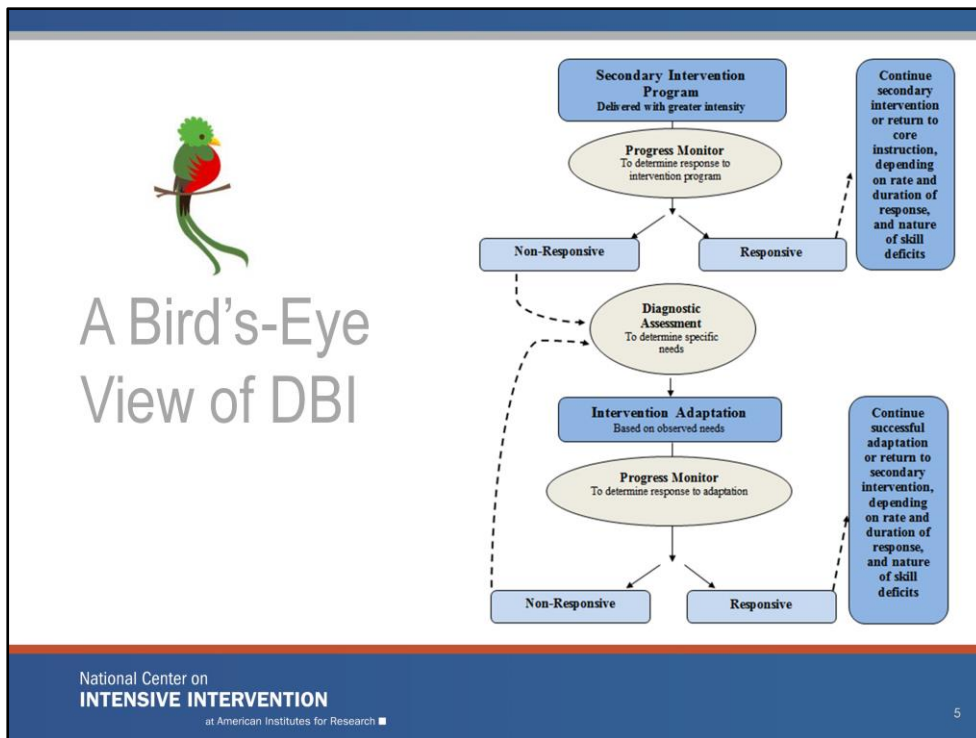 A Bird's-Eye
View of DBI
Secondary Intervention
Program
Delivered with greater intensity
Progress Monitor
To determine response to
intervention program
Non-Responsive
Responsive
Continue
secondary
intervention
or return to
core
instruction,
depending
on rate and
duration of
response,
and nature
of skill
deficits
Diagnostic
Assessment
To determine specific
needs
Intervention Adaptation
Based on observed needs
Progress Monitor
To determine response to adaptation
Non-Responsive
Responsive
Continue
successful
adaptation
or return to
secondary
intervention,
depending
on rate and
duration of
response,
and nature
of skill
deficits
National Center on
INTENSIVE INTERVENTION
at American Institutes for Research
5